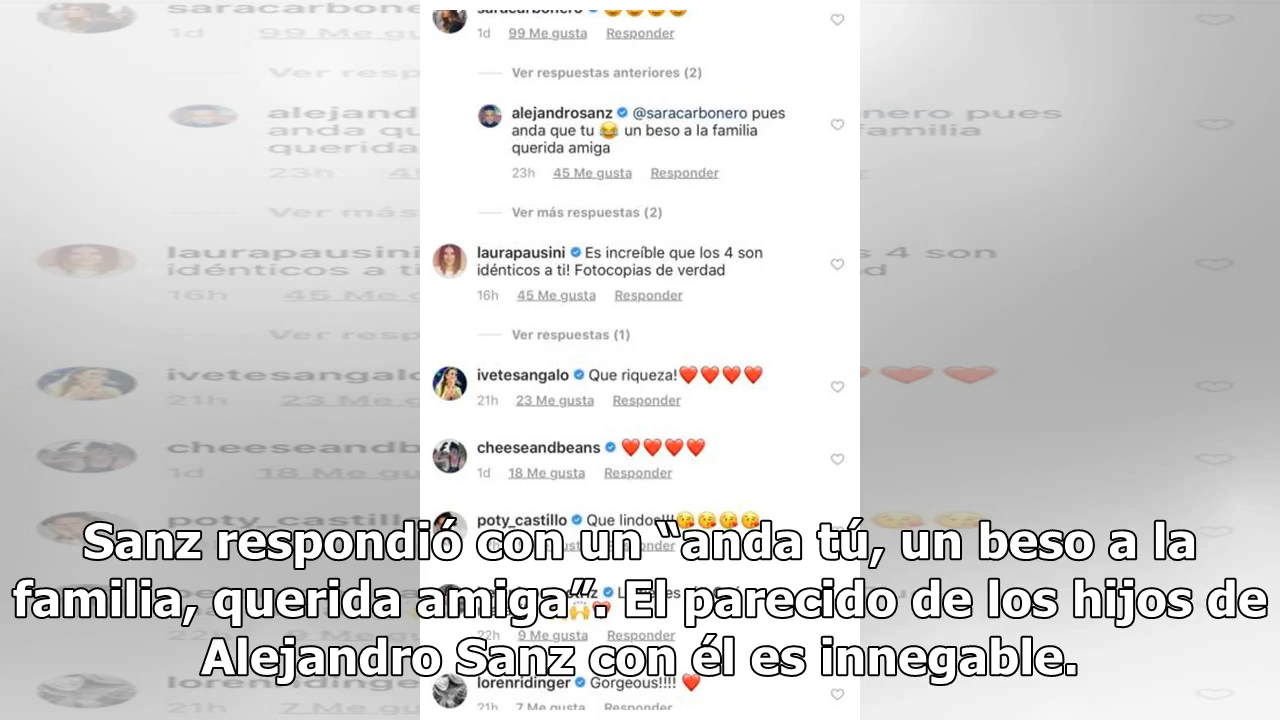 saracarbonero 😍😍😍😍
1d 99 Me gusta Responder
Ver respuestas anteriores (2)
alejandrosanz @saracarbonero pues
anda que tu 😂 un beso a la familia
querida amiga
23h 45 Me gusta Responder
Ver más respuestas (2)
laurapausini Es increíble que los 4 son
idénticos a ti! Fotocopias de verdad
16h 45 Me gusta Responder
Ver respuestas (1)
ivetesangalo Que riqueza!❤️❤️❤️❤️
21h 23 Me gusta Responder
cheeseandbeans ❤️❤️❤️❤️
1d 18 Me gusta Responder
poty_castillo Que lindos!!!😘😘😘😘
Sanz respondió con un “anda tú, un beso a la
familia, querida amiga”. El parecido de los hijos de
22h 9 Me gusta Responder
Alejandro Sanz con él es innegable.
lorenridinger Gorgeous!!!! ❤️
21h 7 Me gusta Responder